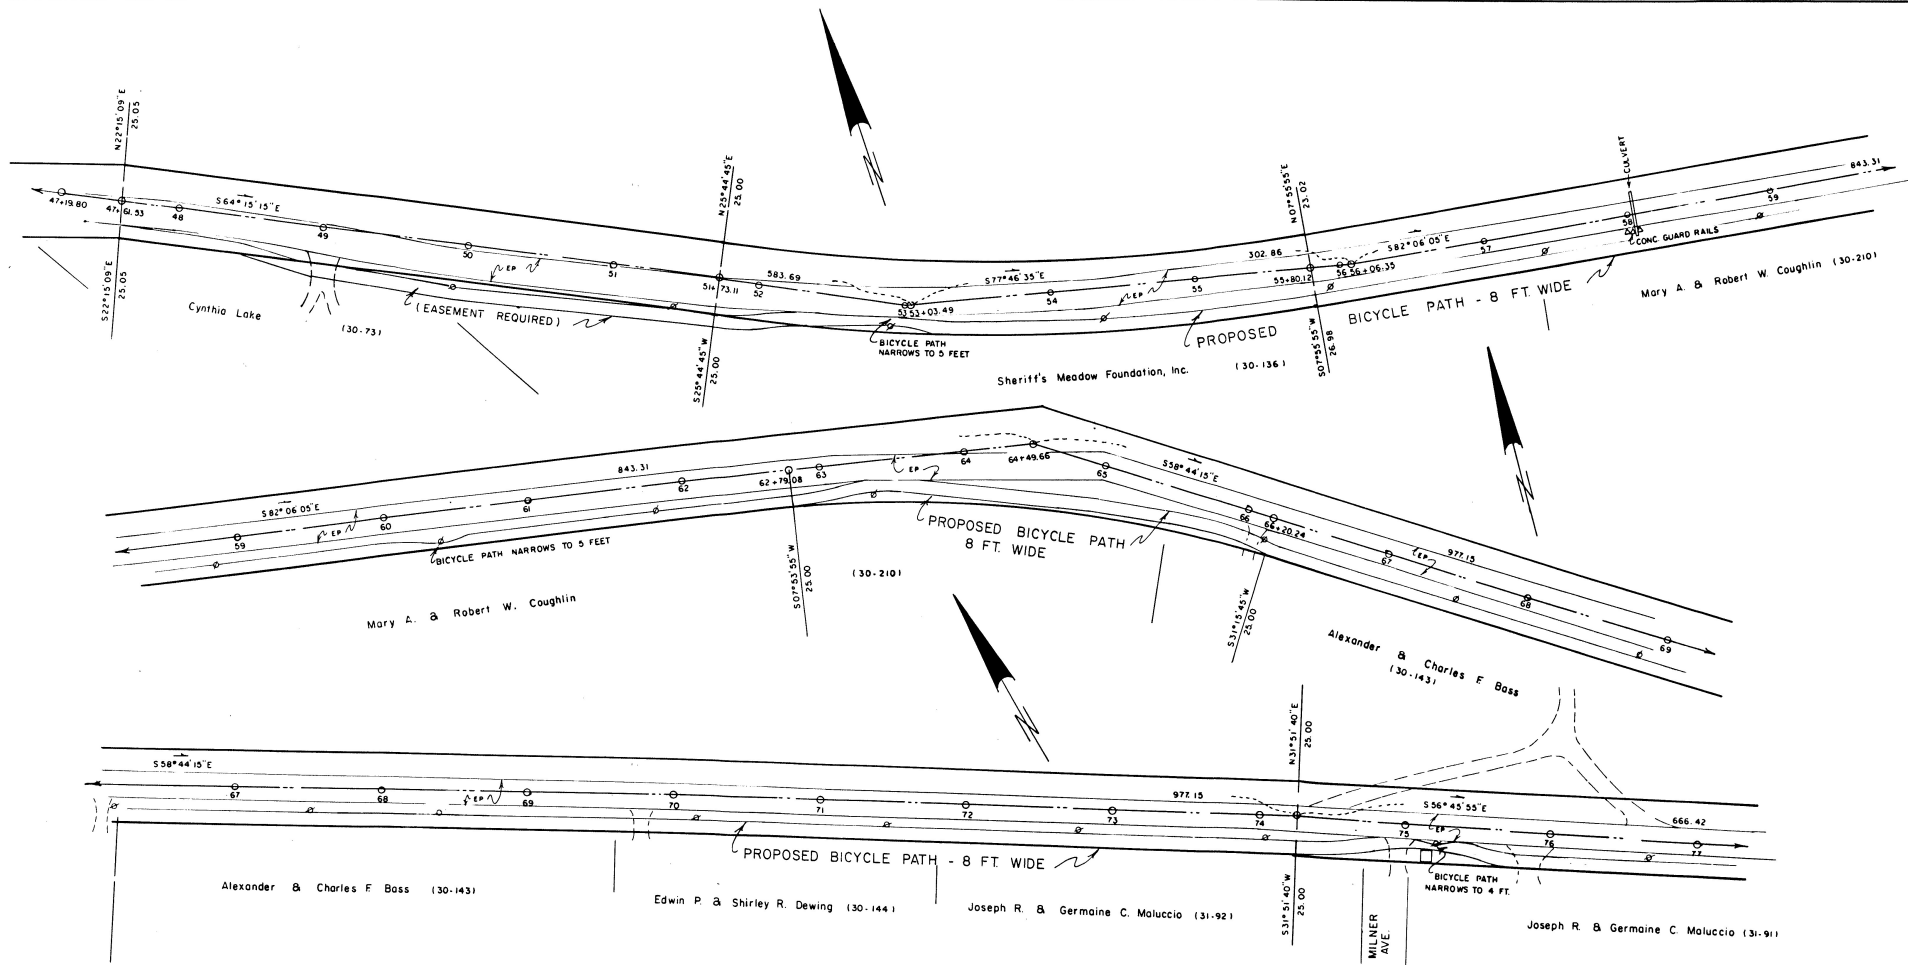 N22°15'09"E
25.05
47+19.80
47+61.53
S64°15'15"E
48
49
50
51
EP
S22°15'09"E
25.05
Cynthia Lake
(30-73)
(EASEMENT REQUIRED)
N25°44'45"E
25.00
51+73.11
52
583.69
S25°44'45"W
25.00
53
53+03.49
S77°46'35"E
54
EP
55
302.86
BICYCLE PATH
NARROWS TO 5 FEET
Sheriff's Meadow Foundation, Inc.
(30-136)
N07°55'55"E
23.02
55+80.12
56
56+06.35
S82°06'05"E
57
58
59
843.31
CULVERT
CONC. GUARD RAILS
S07°55'55"W
26.98
PROPOSED BICYCLE PATH - 8 FT. WIDE
Mary A. & Robert W. Coughlin (30-210)
S82°06'05"E
843.31
59
EP
60
61
62
62+79.08
63
EP
64
64+49.66
65
S58°44'15"E
66
66+20.24
67
EP
977.15
68
69
BICYCLE PATH NARROWS TO 5 FEET
S07°53'55"W
25.00
(30-210)
PROPOSED BICYCLE PATH
8 FT. WIDE
Mary A. & Robert W. Coughlin
S31°15'45"W
25.00
Alexander & Charles F. Bass
(30-143)
S58°44'15"E
67
68
EP
69
70
71
72
73
977.15
74
N31°51'40"E
25.00
S56°45'55"E
75
EP
76
666.42
77
PROPOSED BICYCLE PATH - 8 FT. WIDE
BICYCLE PATH
NARROWS TO 4 FT.
Alexander & Charles F. Bass (30-143)
Edwin P. & Shirley R. Dewing (30-144)
Joseph R. & Germaine C. Maluccio (31-92)
S31°51'40"W
25.00
MILNER
AVE.
Joseph R. & Germaine C. Maluccio (31-91)